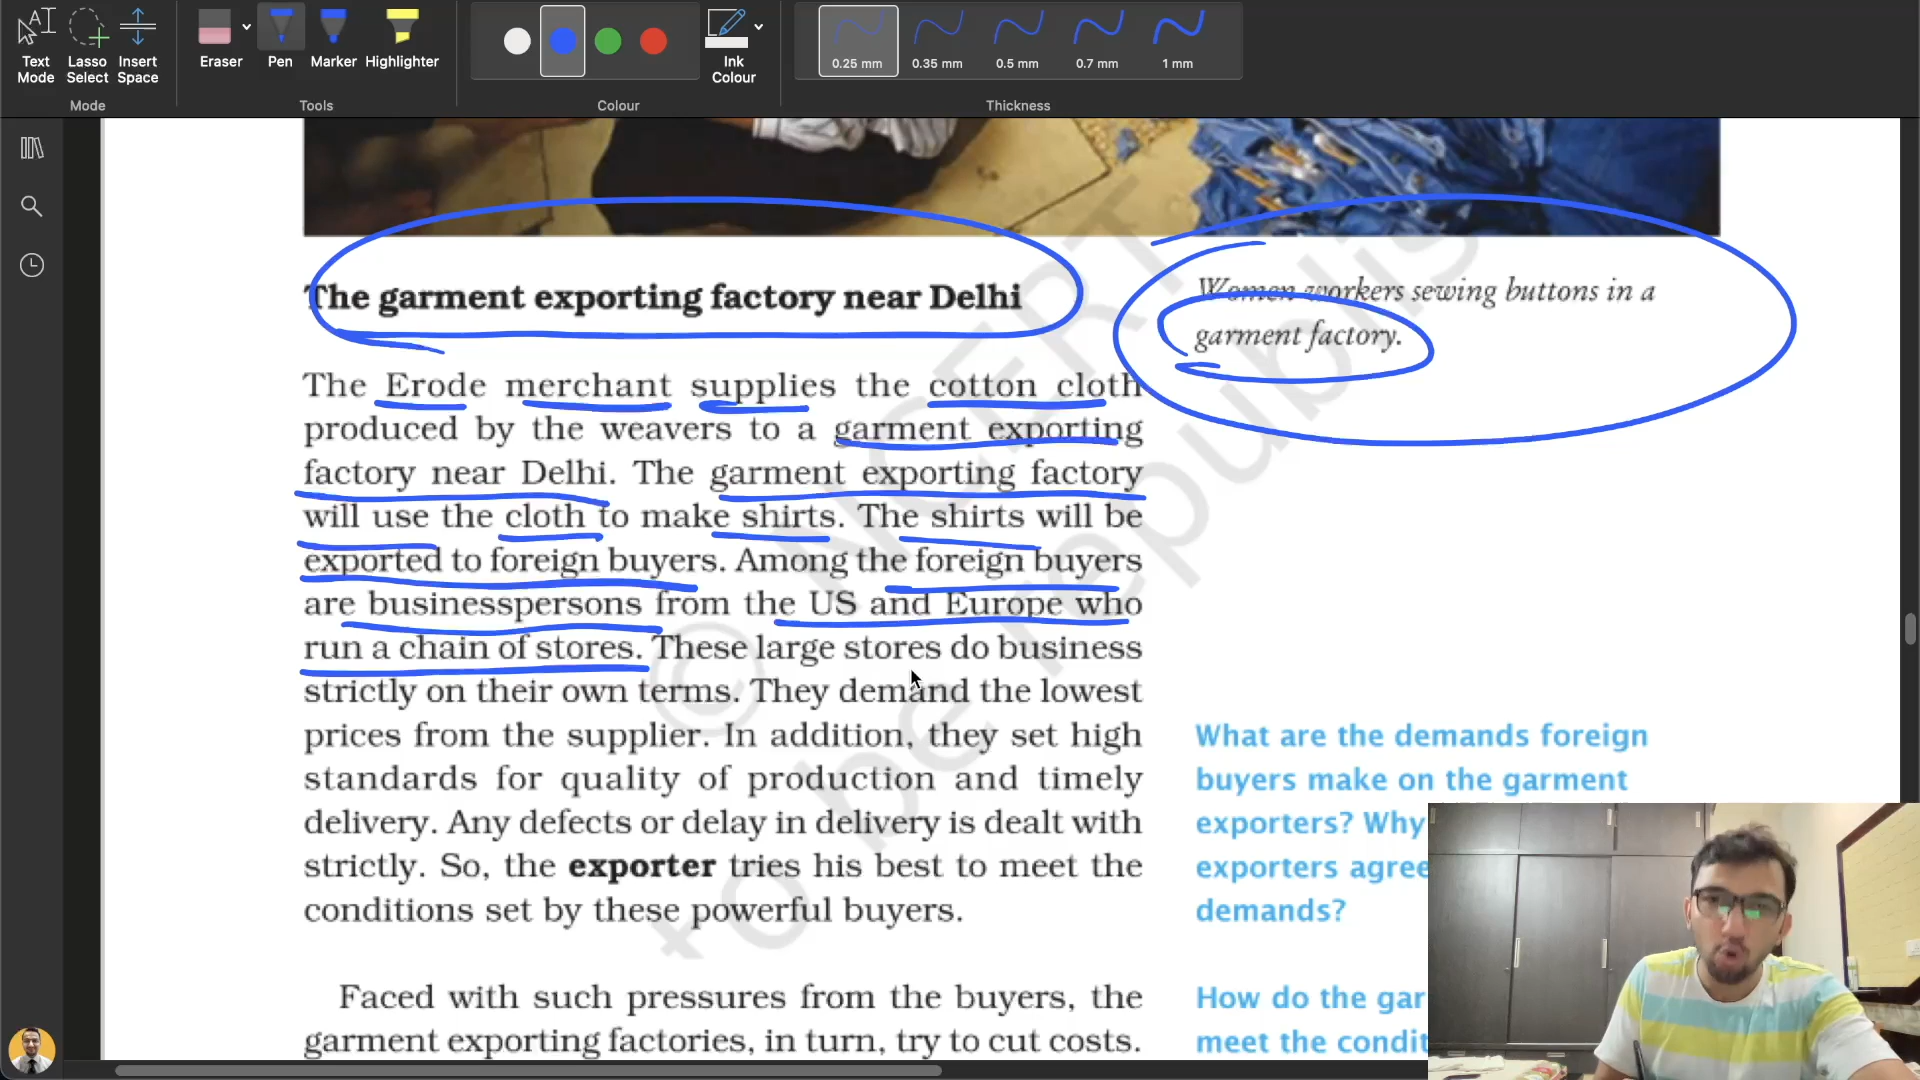 Text Mode
Lasso Select
Insert Space
Eraser
Pen
Marker
Highlighter
Ink Colour
0.25 mm
0.35 mm
0.5 mm
0.7 mm
1 mm
Mode
Tools
Colour
Thickness
The garment exporting factory near Delhi
Women workers sewing buttons in a
garment factory.
The Erode merchant supplies the cotton cloth
produced by the weavers to a garment exporting
factory near Delhi. The garment exporting factory
will use the cloth to make shirts. The shirts will be
exported to foreign buyers. Among the foreign buyers
are businesspersons from the US and Europe who
run a chain of stores. These large stores do business
strictly on their own terms. They demand the lowest
prices from the supplier. In addition, they set high
standards for quality of production and timely
delivery. Any defects or delay in delivery is dealt with
strictly. So, the exporter tries his best to meet the
conditions set by these powerful buyers.
Faced with such pressures from the buyers, the
garment exporting factories, in turn, try to cut costs.
What are the demands foreign
buyers make on the garment
exporters? Why
exporters agree
demands?
How do the gar
meet the condit
© NCERT
to be republis